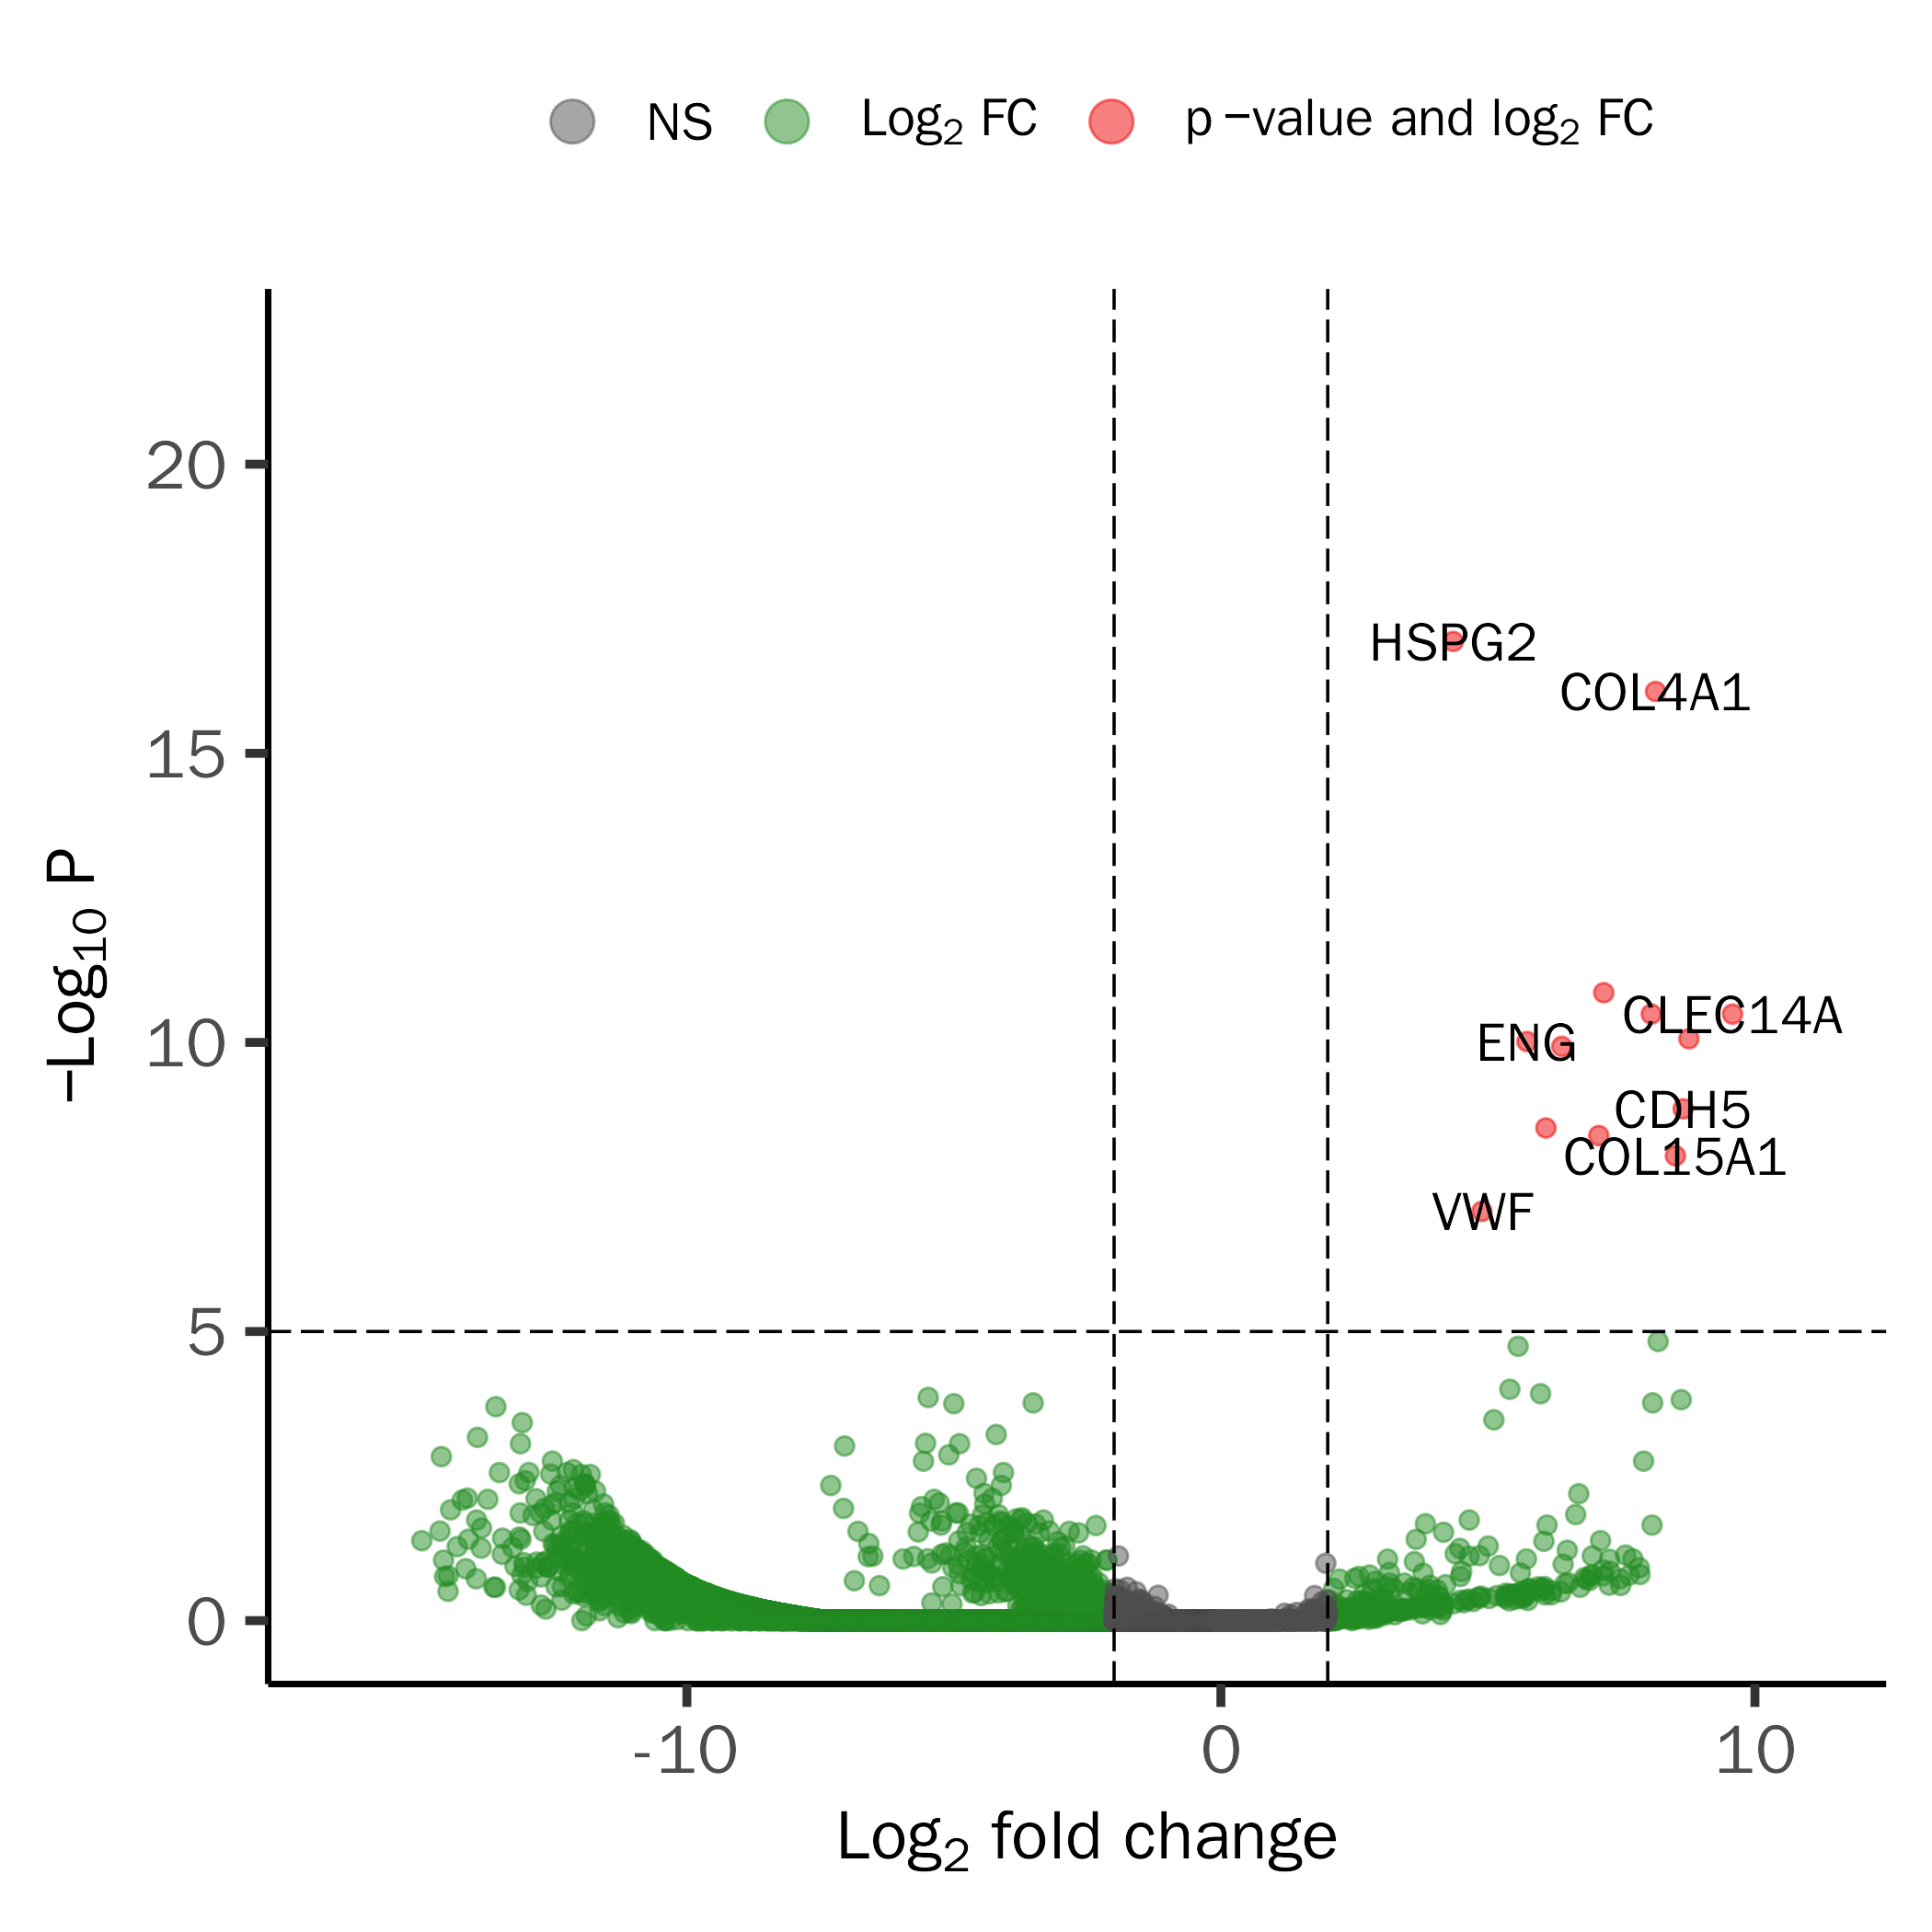 NS Log₂ FC p −value and log₂ FC
20
15
10
5
0
−Log₁₀ P
HSPG2
COL4A1
CLEC14A
ENG
CDH5
COL15A1
VWF
-10 0 10
Log₂ fold change